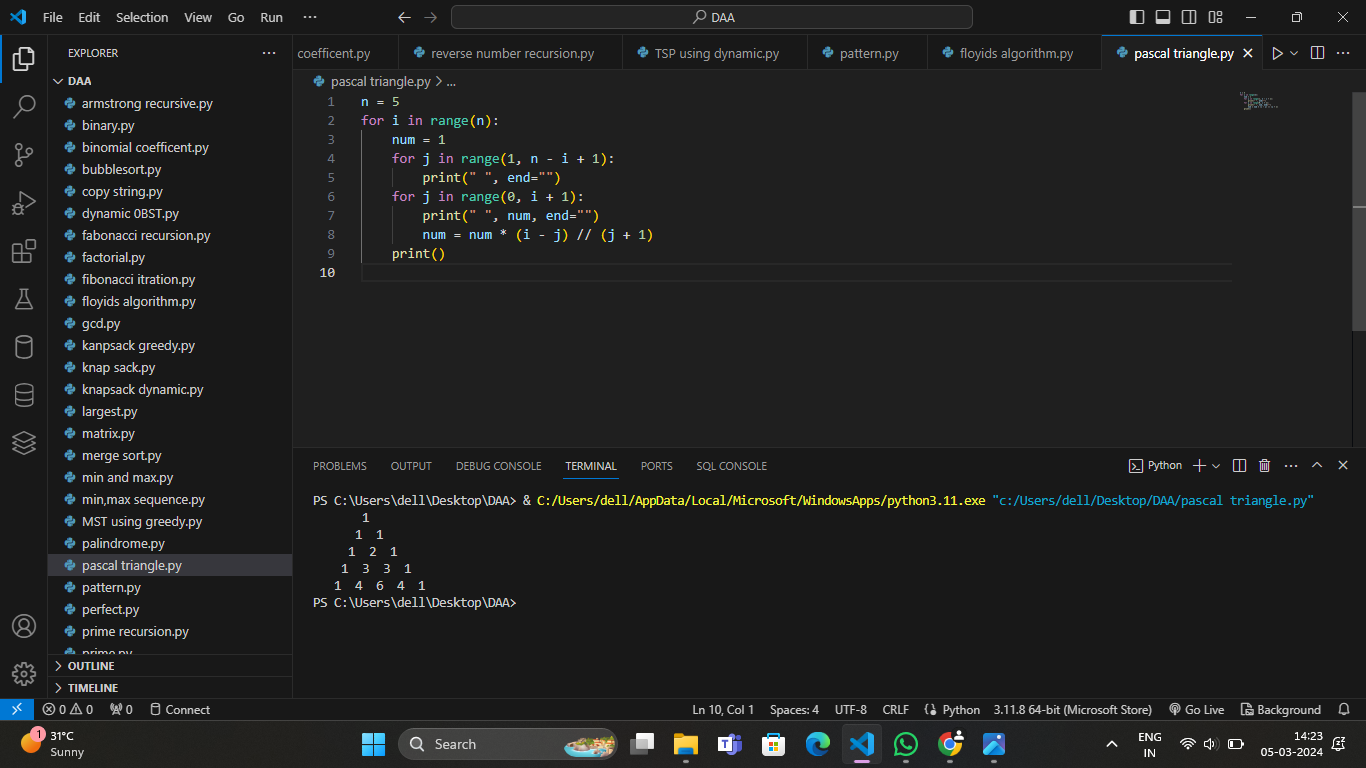 File Edit Selection View Go Run ··· DAA
EXPLORER ···
coefficent.py reverse number recursion.py TSP using dynamic.py pattern.py floyids algorithm.py pascal triangle.py
DAA
armstrong recursive.py
binary.py
binomial coefficent.py
bubblesort.py
copy string.py
dynamic 0BST.py
fabonacci recursion.py
factorial.py
fibonacci itration.py
floyids algorithm.py
gcd.py
kanpsack greedy.py
knap sack.py
knapsack dynamic.py
largest.py
matrix.py
merge sort.py
min and max.py
min,max sequence.py
MST using greedy.py
palindrome.py
pascal triangle.py
pattern.py
perfect.py
prime recursion.py
prime.py
OUTLINE
TIMELINE
pascal triangle.py > ...
1 n = 5
2 for i in range(n):
3     num = 1
4     for j in range(1, n - i + 1):
5         print(" ", end="")
6     for j in range(0, i + 1):
7         print(" ", num, end="")
8         num = num * (i - j) // (j + 1)
9     print()
10
PROBLEMS OUTPUT DEBUG CONSOLE TERMINAL PORTS SQL CONSOLE Python
PS C:\Users\dell\Desktop\DAA> & C:/Users/dell/AppData/Local/Microsoft/WindowsApps/python3.11.exe "c:/Users/dell/Desktop/DAA/pascal triangle.py"
       1
      1  1
     1  2  1
    1  3  3  1
   1  4  6  4  1
PS C:\Users\dell\Desktop\DAA>
0 0 0 Connect Ln 10, Col 1 Spaces: 4 UTF-8 CRLF Python 3.11.8 64-bit (Microsoft Store) Go Live Background
1 31°C
Sunny
Search
ENG
IN
14:23
05-03-2024